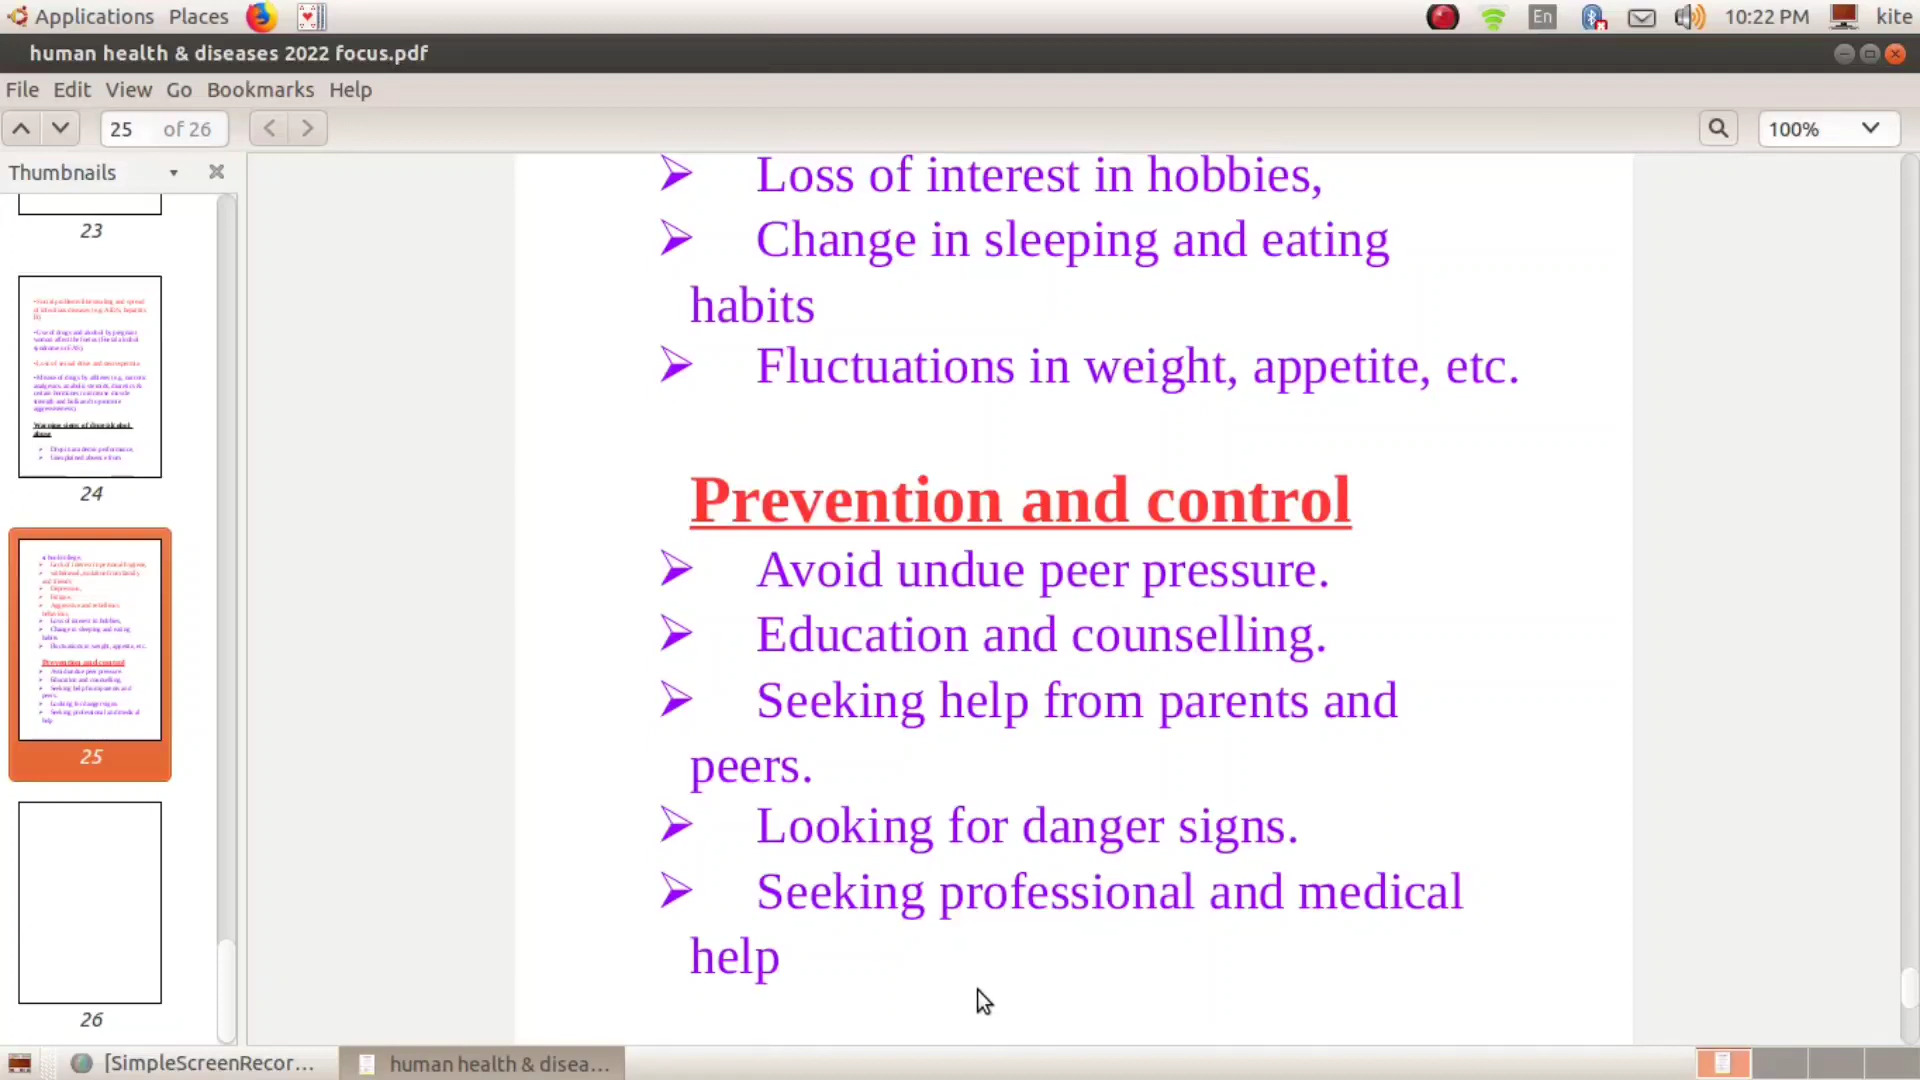 Applications Places En 10:22 PM kite
human health & diseases 2022 focus.pdf
File Edit View Go Bookmarks Help
25 of 26 100%
Thumbnails
23
24
25
26
Loss of interest in hobbies,
Change in sleeping and eating
habits
Fluctuations in weight, appetite, etc.
Prevention and control
Avoid undue peer pressure.
Education and counselling.
Seeking help from parents and
peers.
Looking for danger signs.
Seeking professional and medical
help
[SimpleScreenRecor... human health & disea...